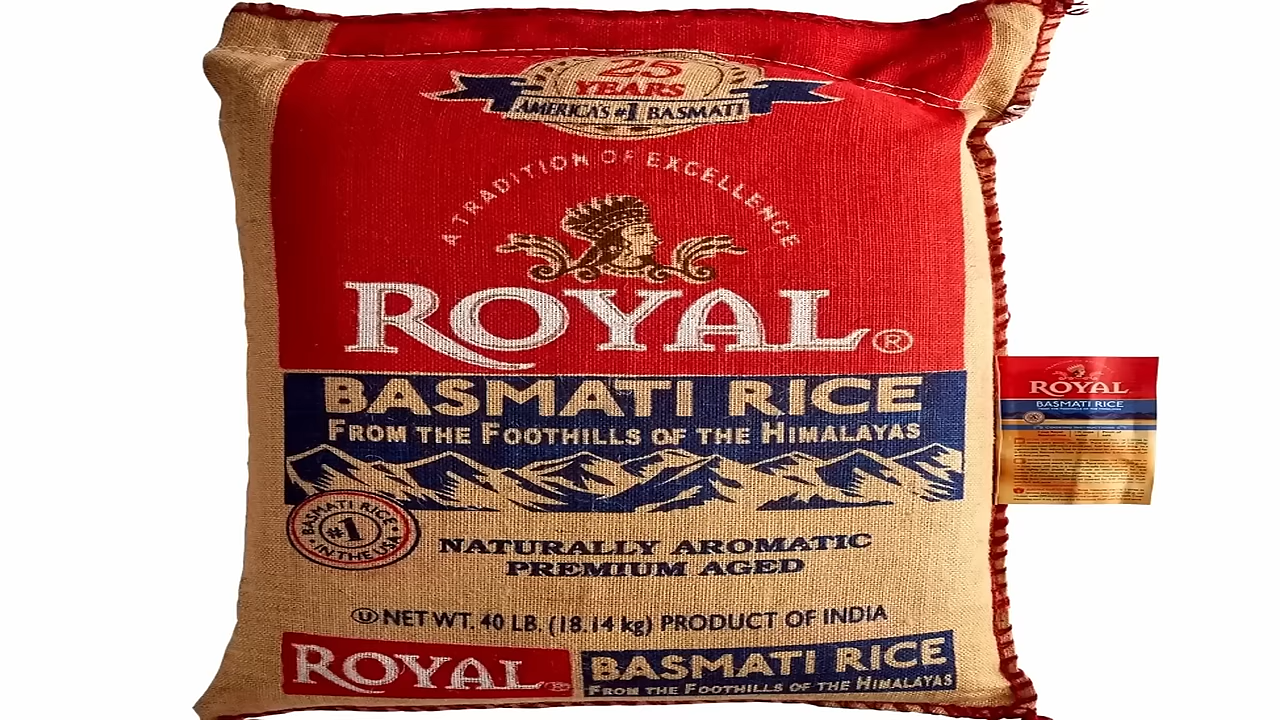 25
YEARS
AMERICA'S #1 BASMATI
A TRADITION OF EXCELLENCE
ROYAL®
BASMATI RICE
FROM THE FOOTHILLS OF THE HIMALAYAS
BASMATI RICE
#1
IN THE USA
NATURALLY AROMATIC
PREMIUM AGED
Ⓤ NET WT. 40 LB. (18.14 kg) PRODUCT OF INDIA
ROYAL®
BASMATI RICE
FROM THE FOOTHILLS OF THE HIMALAYAS
ROYAL
BASMATI RICE